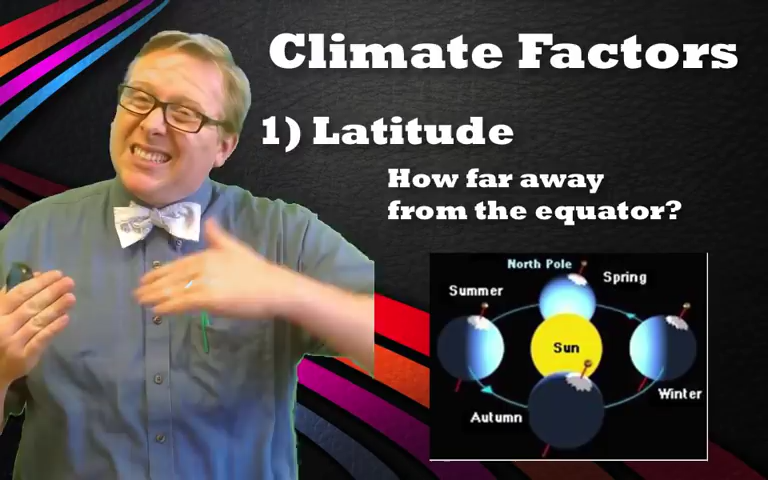 Climate Factors
1) Latitude
How far away
from the equator?
North Pole
Spring
Summer
Sun
Winter
Autumn